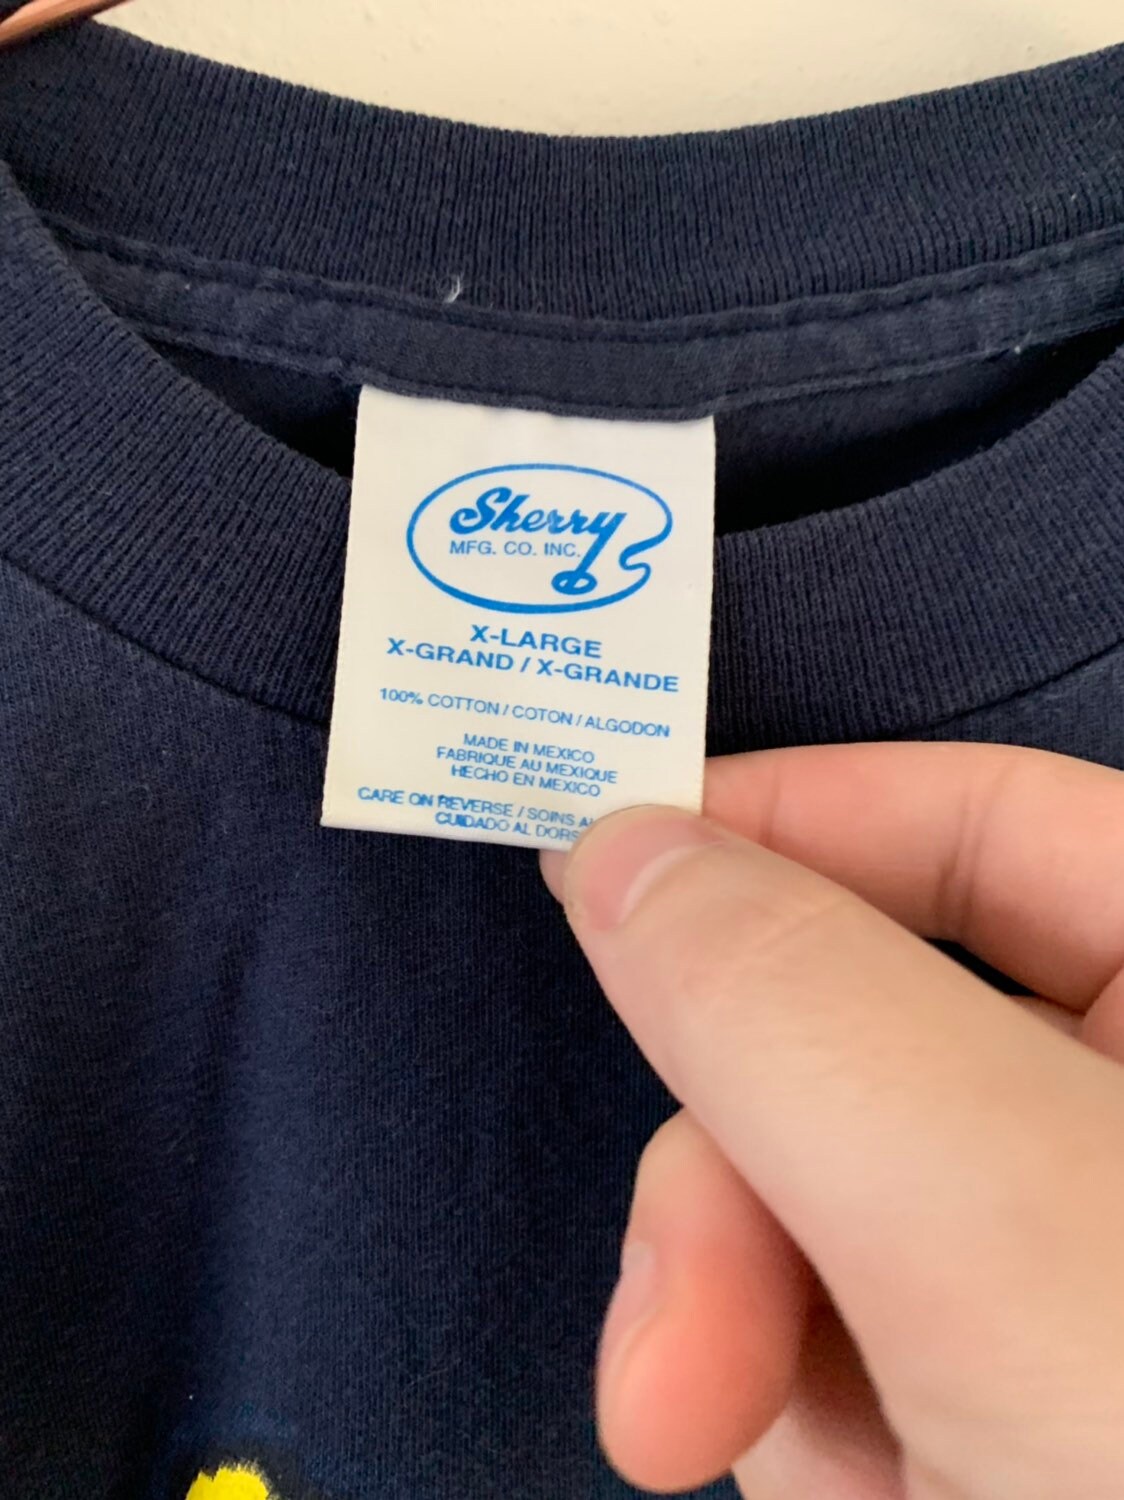 Sherry
MFG. CO. INC.
X-LARGE
X-GRAND / X-GRANDE
100% COTTON / COTON / ALGODON
MADE IN MEXICO
FABRIQUE AU MEXIQUE
HECHO EN MEXICO
CARE ON REVERSE / SOINS
CUIDADO AL